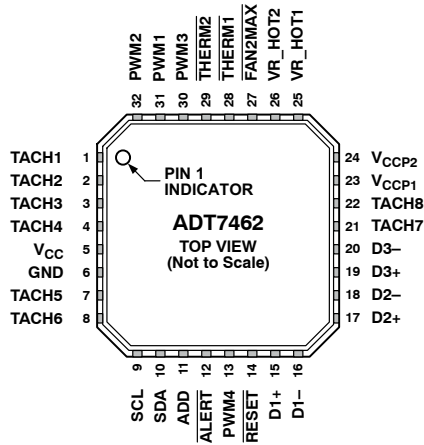 PWM2
PWM1
PWM3
THERM2
THERM1
FAN2MAX
VR_HOT2
VR_HOT1
32
31
30
29
28
27
26
25
TACH1 1
TACH2 2
TACH3 3
TACH4 4
VCC 5
GND 6
TACH5 7
TACH6 8
PIN 1
INDICATOR
ADT7462
TOP VIEW
(Not to Scale)
24 VCCP2
23 VCCP1
22 TACH8
21 TACH7
20 D3–
19 D3+
18 D2–
17 D2+
9
10
11
12
13
14
15
16
SCL
SDA
ADD
ALERT
PWM4
RESET
D1+
D1–